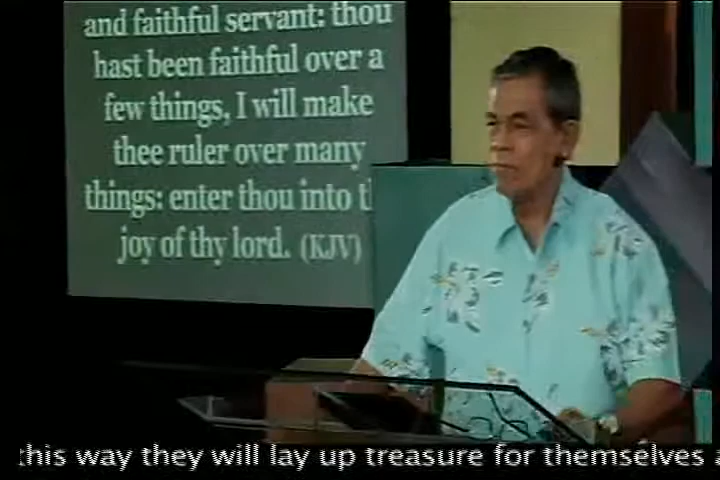 and faithful servant: thou
hast been faithful over a
few things, I will make
thee ruler over many
things: enter thou into
joy of thy lord. (KJV)
this way they will lay up treasure for themselves